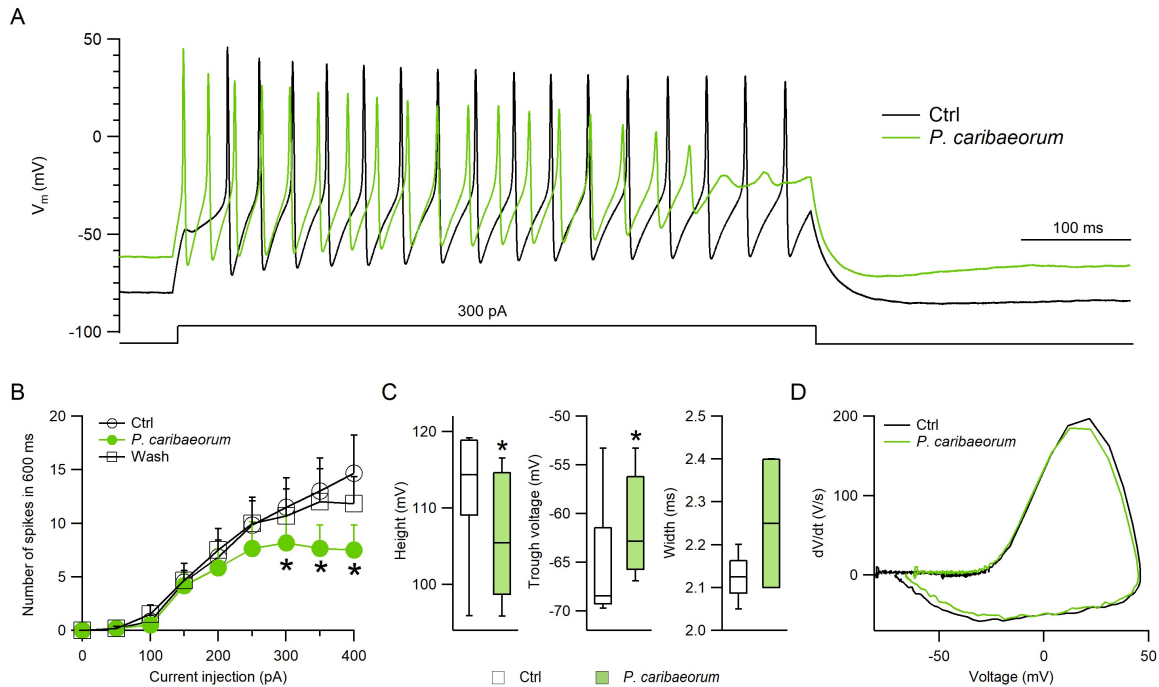 A
50
0
-50
-100
Vm (mV)
Ctrl
P. caribaeorum
100 ms
300 pA
B
20
15
10
5
0
Number of spikes in 600 ms
Ctrl
P. caribaeorum
Wash
* * *
0 100 200 300 400
Current injection (pA)
C
120
100
Height (mV)
*
-50
-55
-60
-65
-70
Trough voltage (mV)
*
2.5
2.4
2.3
2.2
2.1
2.0
Width (ms)
Ctrl
P. caribaeorum
D
200
100
0
dV/dt (V/s)
Ctrl
P. caribaeorum
-50 0 50
Voltage (mV)